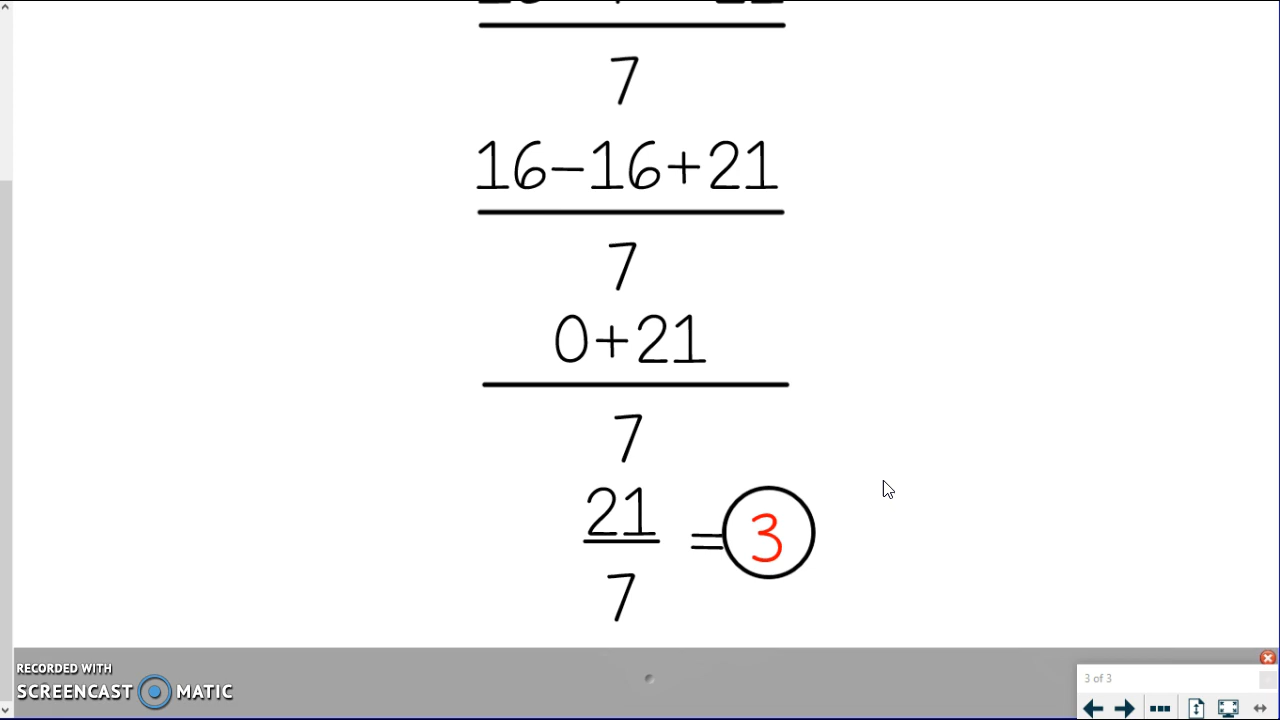 7
16−16+21
7
0+21
7
21
= 3
7
RECORDED WITH
SCREENCAST MATIC
3 of 3